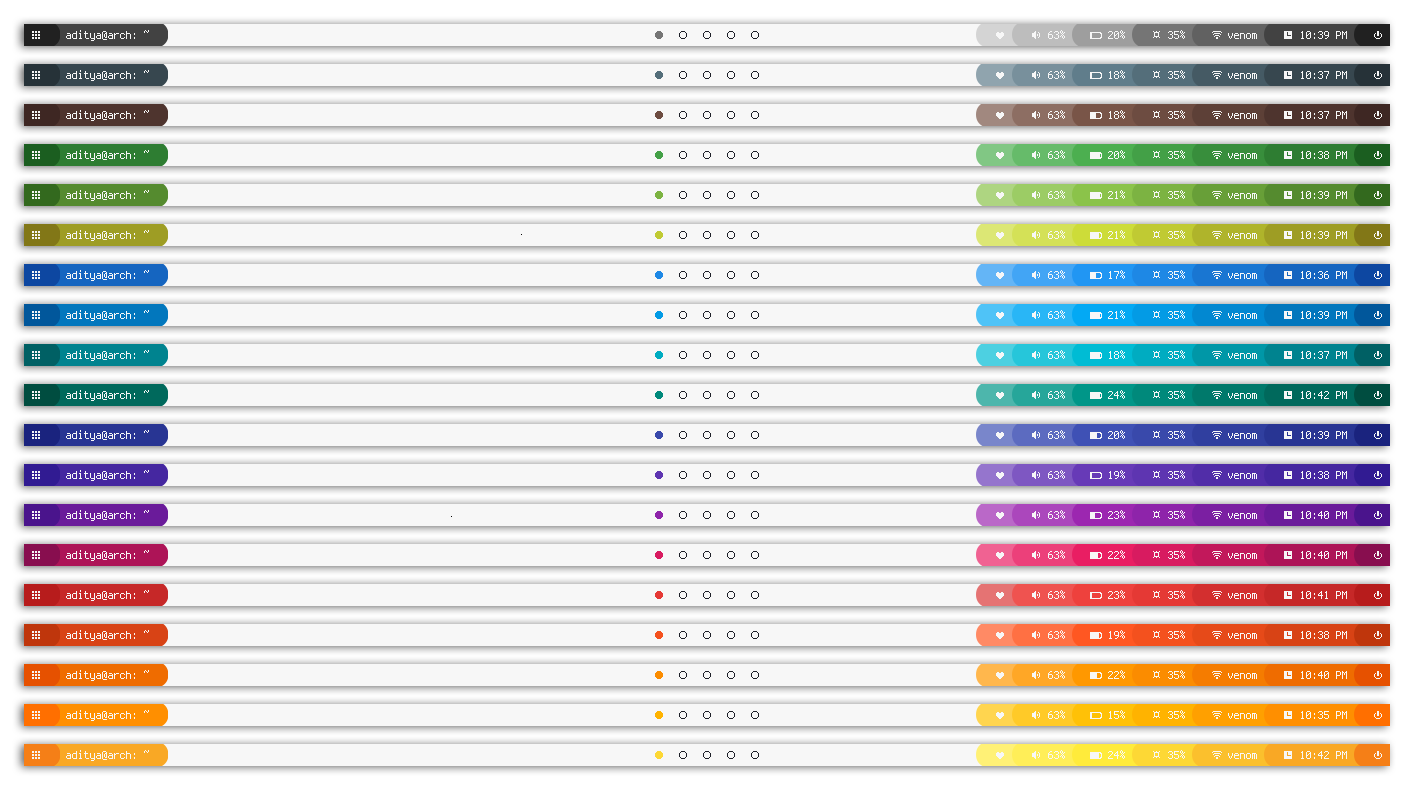 aditya@arch: ~ 63% 20% 35% venom 10:39 PM
aditya@arch: ~ 63% 18% 35% venom 10:37 PM
aditya@arch: ~ 63% 18% 35% venom 10:37 PM
aditya@arch: ~ 63% 20% 35% venom 10:38 PM
aditya@arch: ~ 63% 21% 35% venom 10:39 PM
aditya@arch: ~ 63% 21% 35% venom 10:39 PM
aditya@arch: ~ 63% 17% 35% venom 10:36 PM
aditya@arch: ~ 63% 21% 35% venom 10:39 PM
aditya@arch: ~ 63% 18% 35% venom 10:37 PM
aditya@arch: ~ 63% 24% 35% venom 10:42 PM
aditya@arch: ~ 63% 20% 35% venom 10:39 PM
aditya@arch: ~ 63% 19% 35% venom 10:38 PM
aditya@arch: ~ 63% 23% 35% venom 10:40 PM
aditya@arch: ~ 63% 22% 35% venom 10:40 PM
aditya@arch: ~ 63% 23% 35% venom 10:41 PM
aditya@arch: ~ 63% 19% 35% venom 10:38 PM
aditya@arch: ~ 63% 22% 35% venom 10:40 PM
aditya@arch: ~ 63% 15% 35% venom 10:35 PM
aditya@arch: ~ 63% 24% 35% venom 10:42 PM